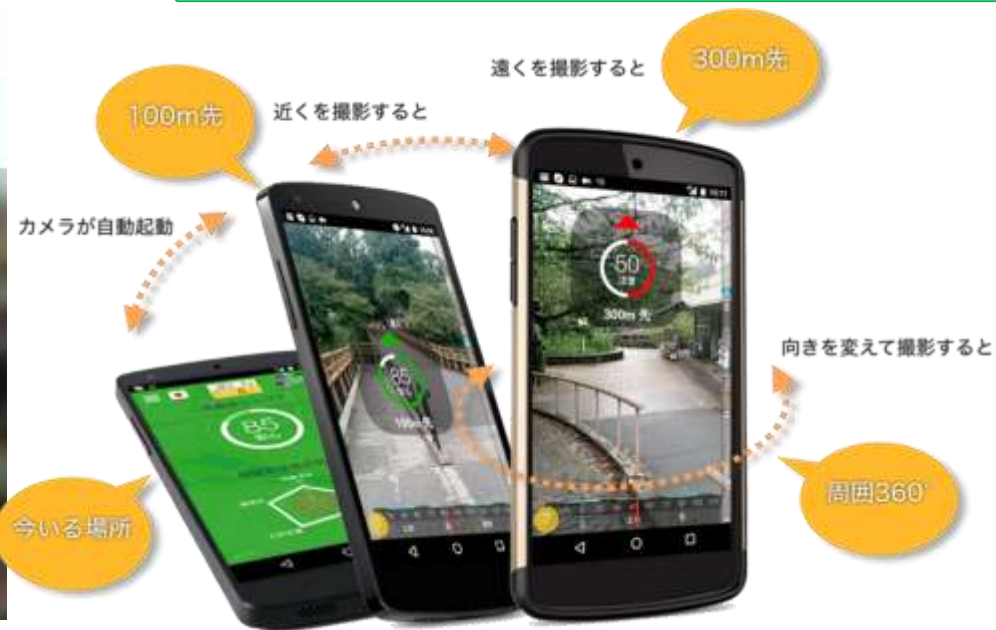 遠くを撮影すると
300m先
100m先
近くを撮影すると
カメラが自動起動
50
注意
300m 先
向きを変えて撮影すると
85
100m先
85
今いる場所
周囲360°